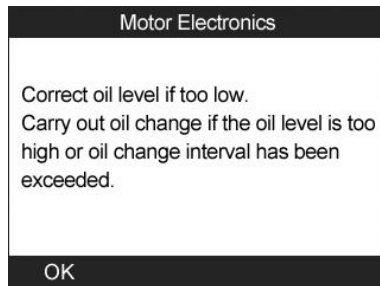 Motor Electronics
Correct oil level if too low.
Carry out oil change if the oil level is too
high or oil change interval has been
exceeded.
OK